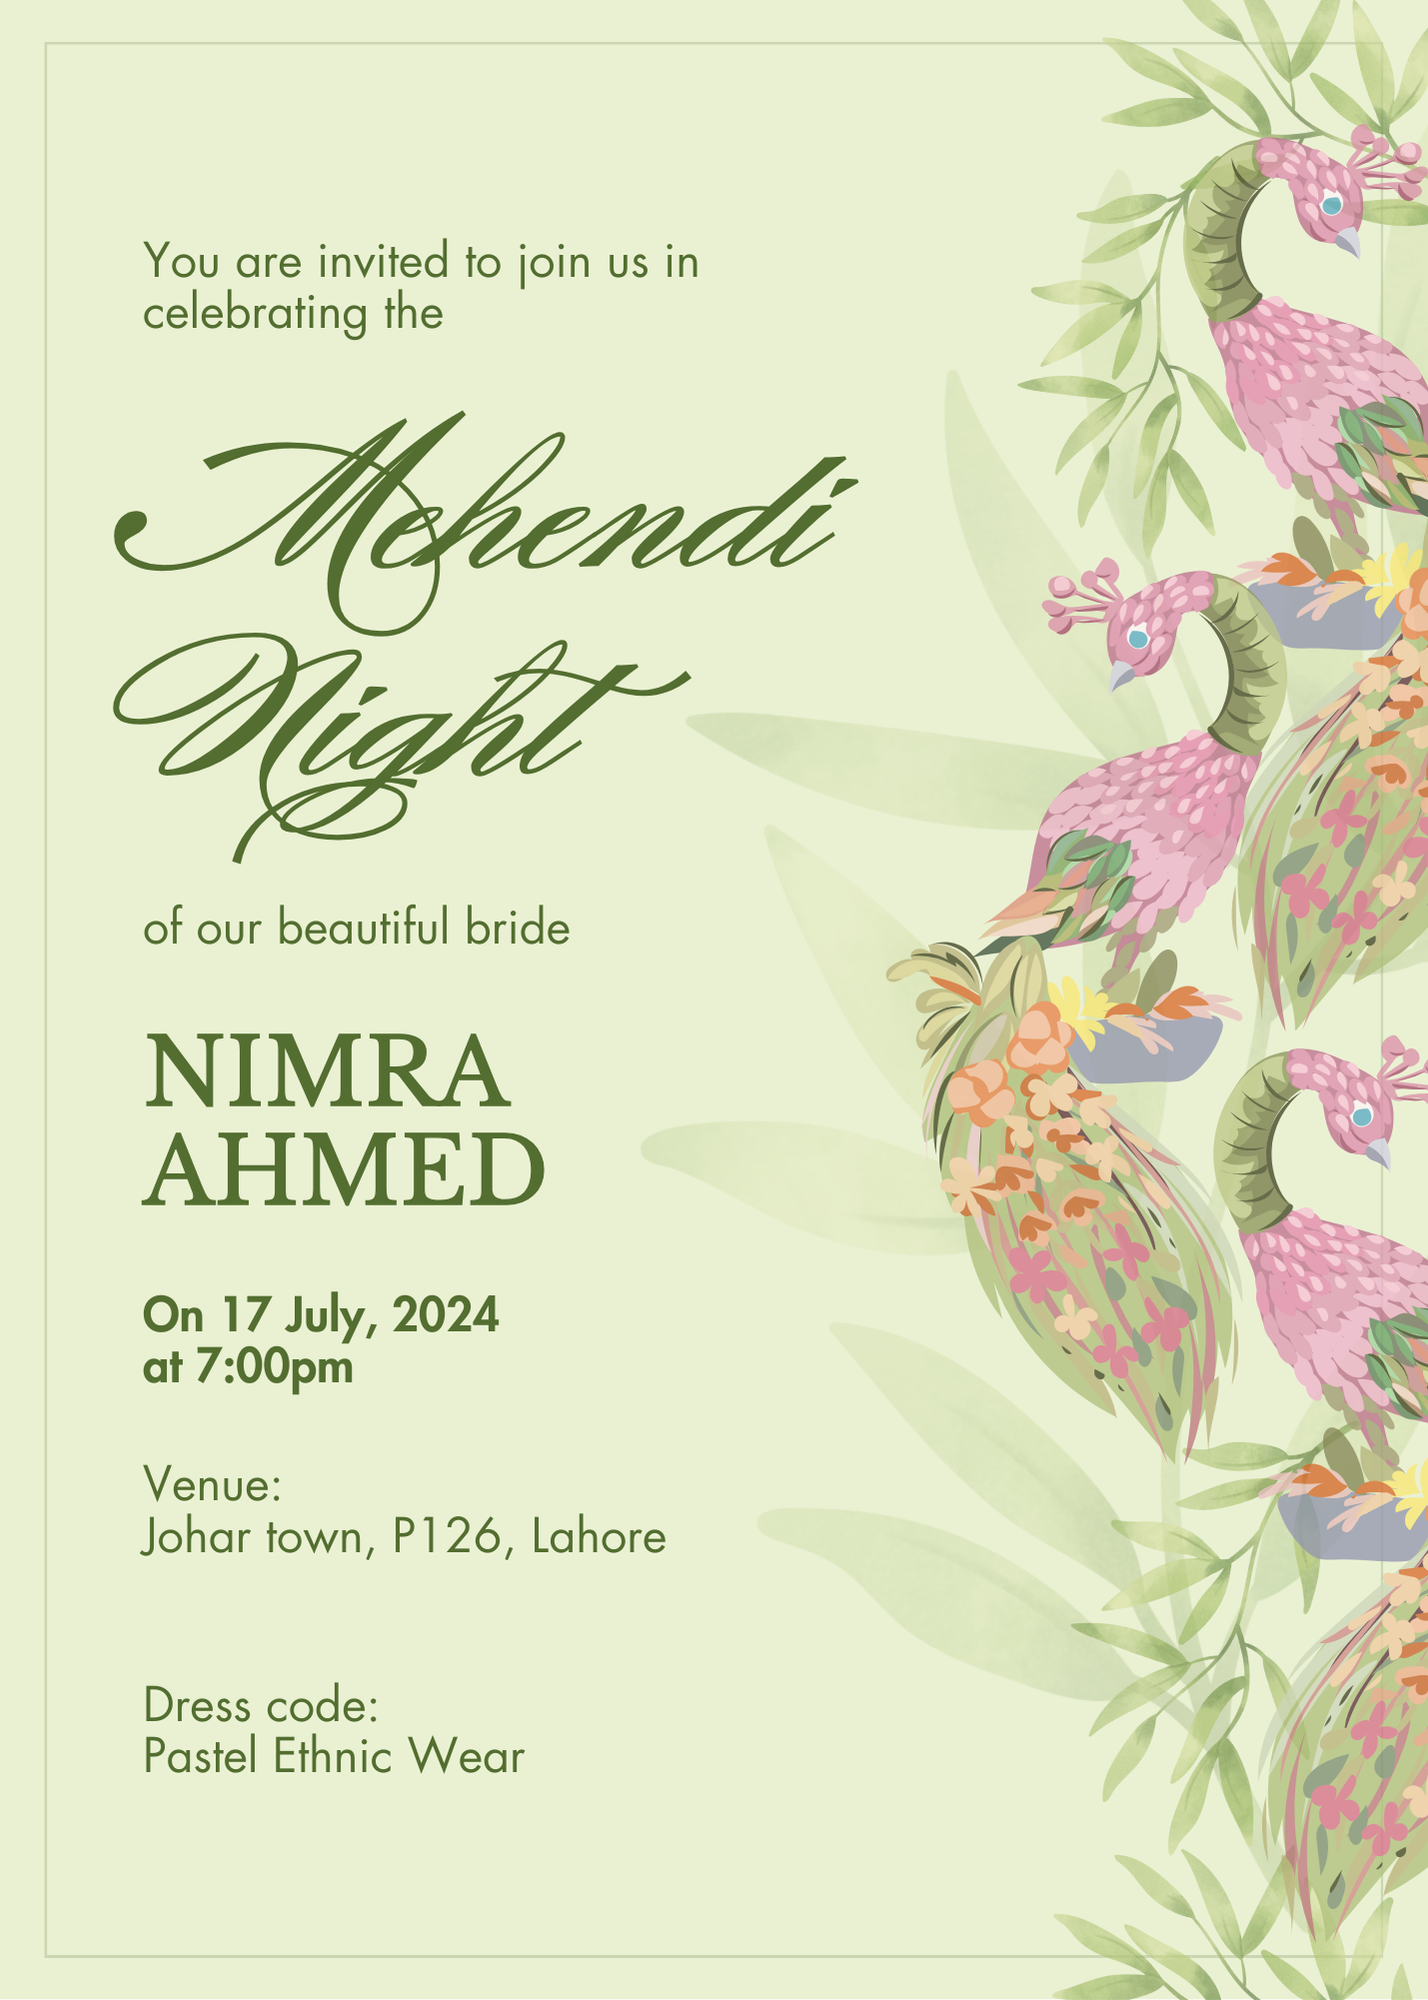 You are invited to join us in
celebrating the
Mehendi
Night
of our beautiful bride
NIMRA
AHMED
On 17 July, 2024
at 7:00pm
Venue:
Johar town, P126, Lahore
Dress code:
Pastel Ethnic Wear